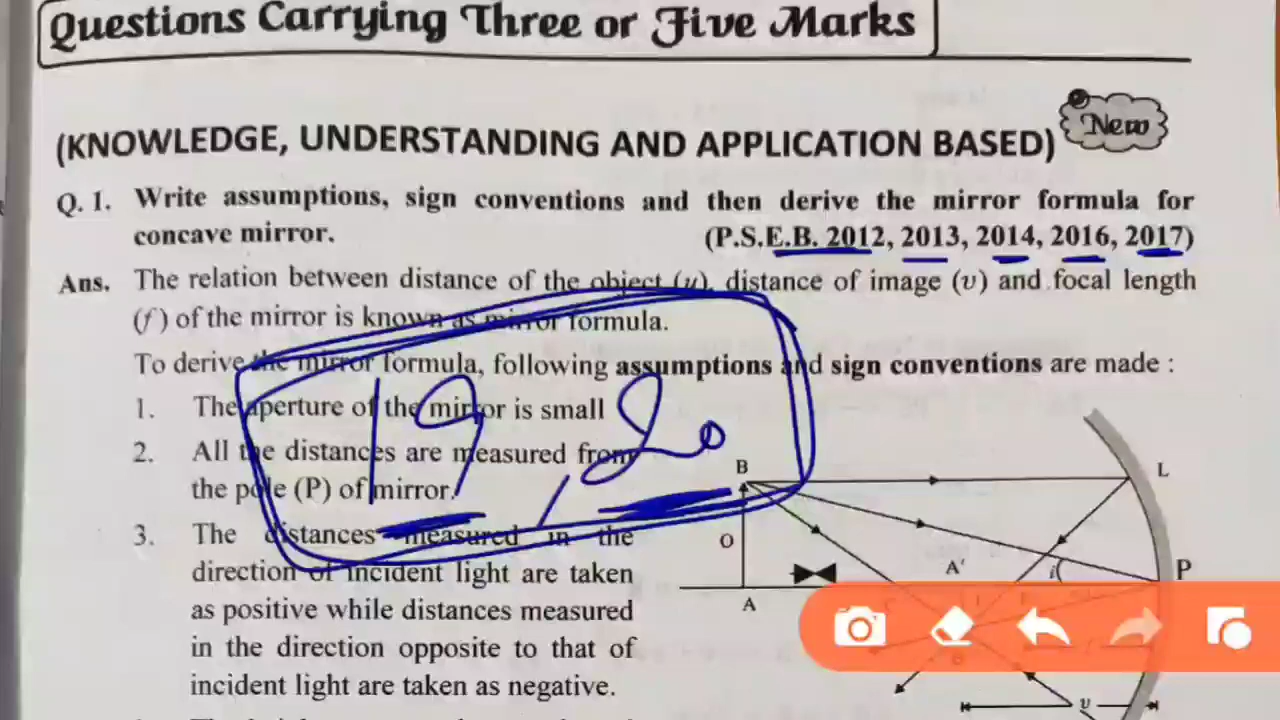 Questions Carrying Three or Five Marks
(KNOWLEDGE, UNDERSTANDING AND APPLICATION BASED) New
Q. 1. Write assumptions, sign conventions and then derive the mirror formula for
concave mirror. (P.S.E.B. 2012, 2013, 2014, 2016, 2017)
Ans. The relation between distance of the object (u), distance of image (v) and focal length
(f) of the mirror is known as mirror formula.
To derive the mirror formula, following assumptions and sign conventions are made :
1. The aperture of the mirror is small
19, 20
2. All the distances are measured from
the pole (P) of mirror.
3. The distances measured in the
direction of incident light are taken
as positive while distances measured
in the direction opposite to that of
incident light are taken as negative.
B
L
O
A'
i
P
A
υ